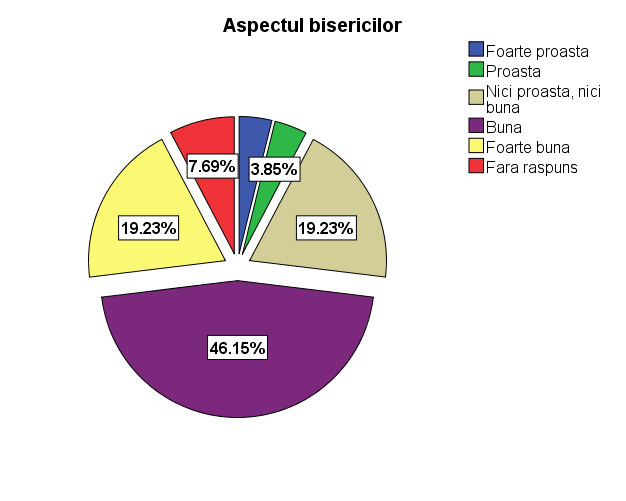 Aspectul bisericilor
Foarte proasta
Proasta
Nici proasta, nici
buna
Buna
Foarte buna
Fara raspuns
7.69%
3.85%
19.23%
19.23%
46.15%